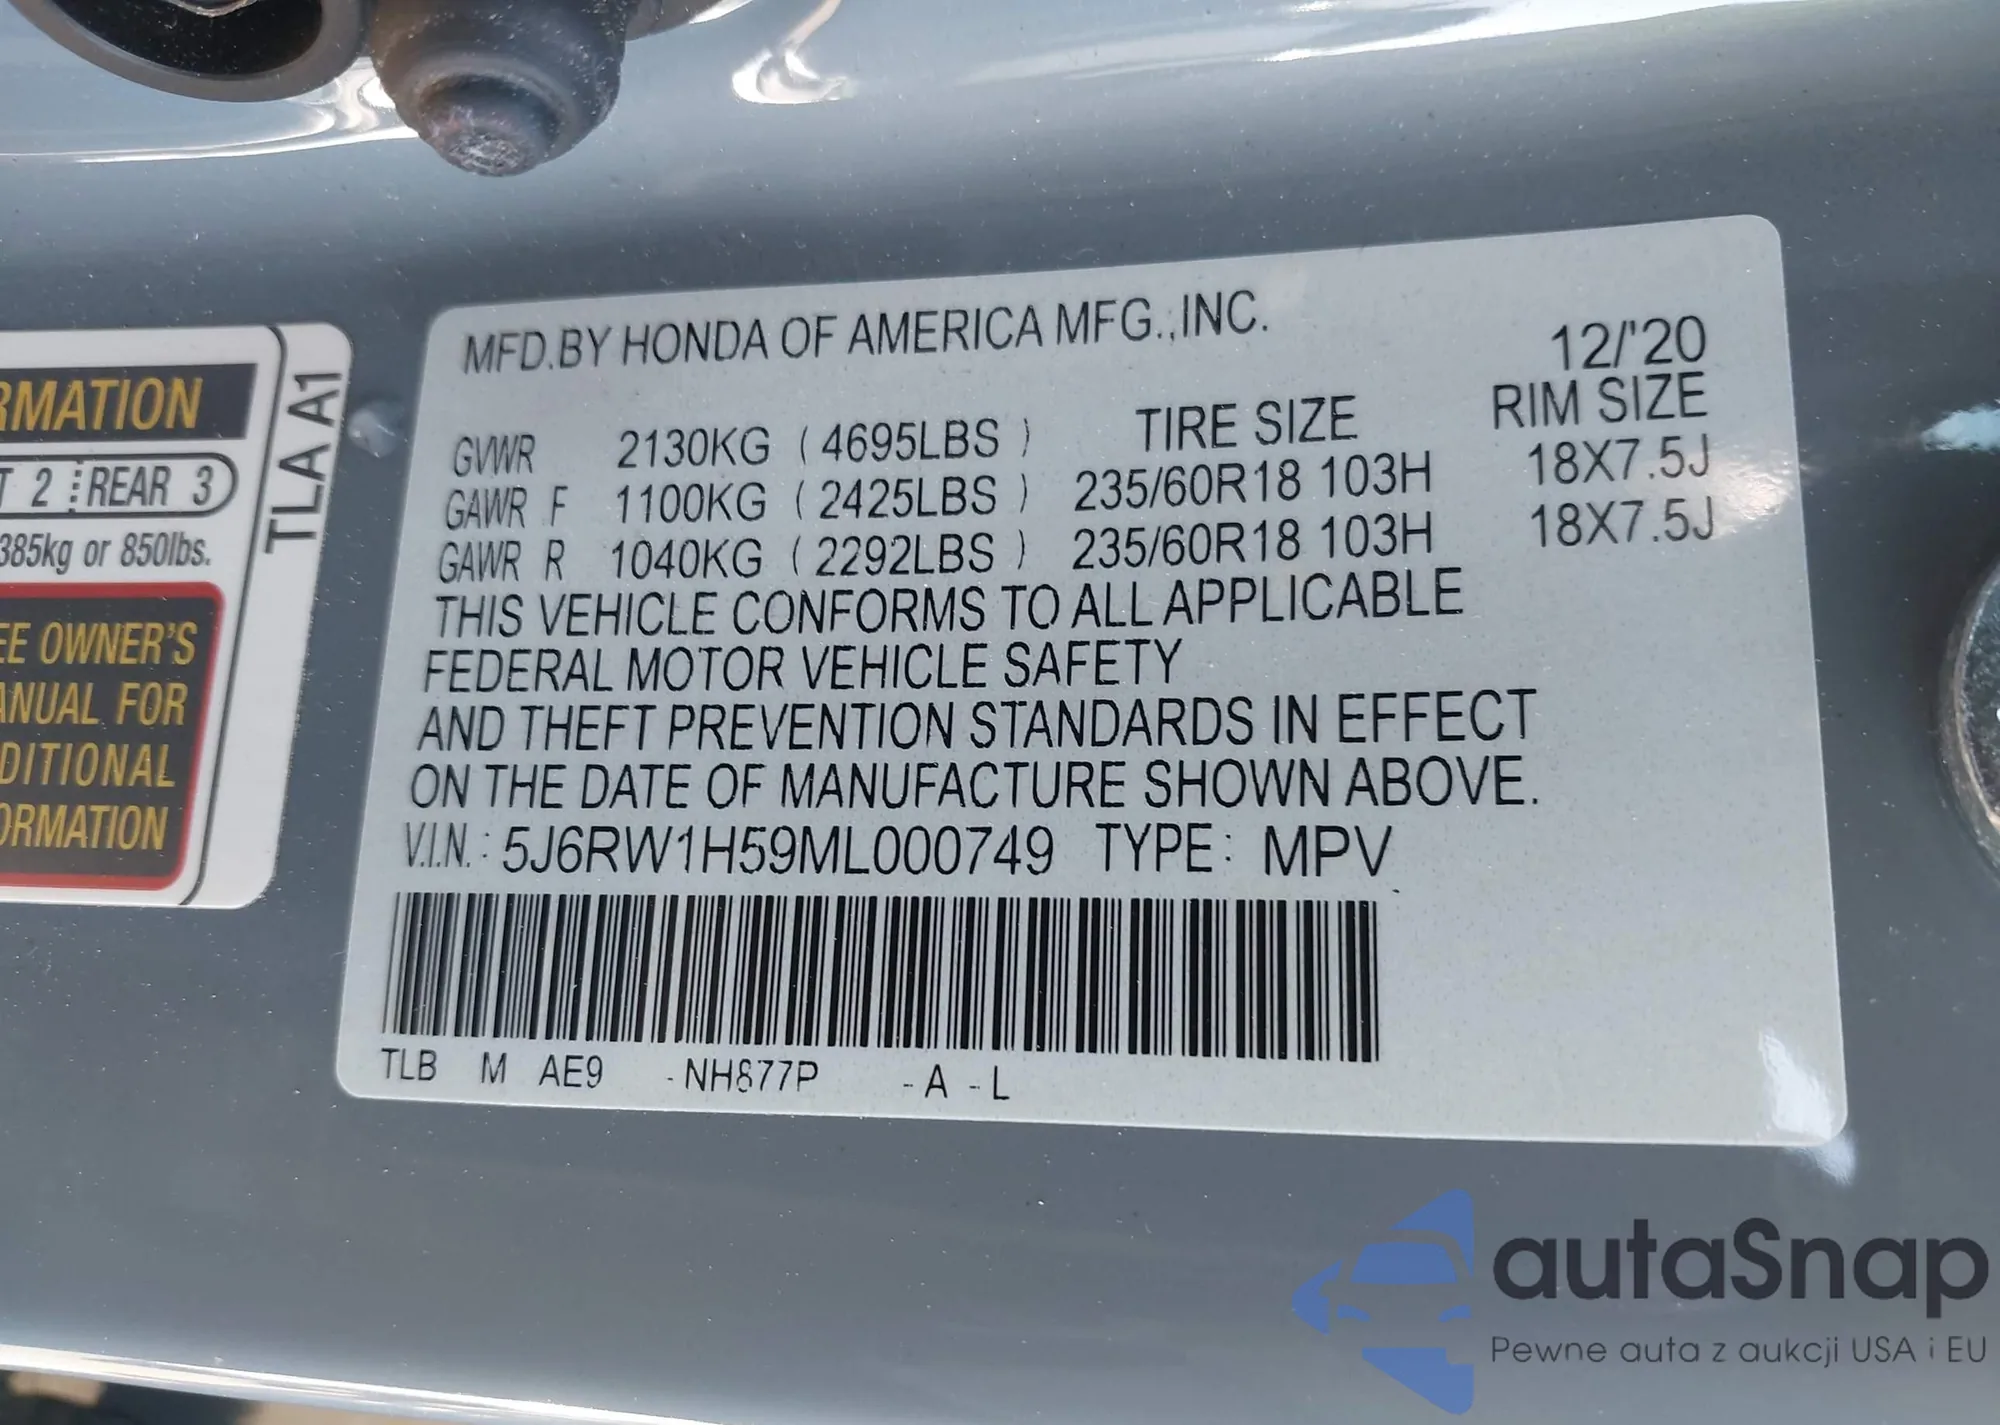 RMATION
T 2 REAR 3
385kg or 850lbs.
EE OWNER'S
ANUAL FOR
DITIONAL
ORMATION
TLA A1
MFD.BY HONDA OF AMERICA MFG.,INC.
12/'20
TIRE SIZE RIM SIZE
GVWR 2130KG ( 4695LBS )
GAWR F 1100KG ( 2425LBS ) 235/60R18 103H 18X7.5J
GAWR R 1040KG ( 2292LBS ) 235/60R18 103H 18X7.5J
THIS VEHICLE CONFORMS TO ALL APPLICABLE
FEDERAL MOTOR VEHICLE SAFETY
AND THEFT PREVENTION STANDARDS IN EFFECT
ON THE DATE OF MANUFACTURE SHOWN ABOVE.
V.I.N. : 5J6RW1H59ML000749 TYPE: MPV
TLB M AE9 -NH877P -A -L
autaSnap
Pewne auta z aukcji USA i EU